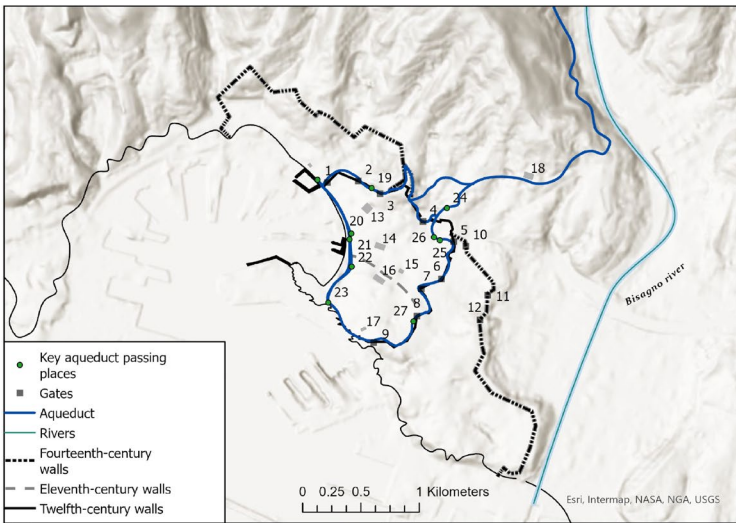 18
1
2
19
3
24
13
4
20
26
5
10
21
14
25
22
15
6
16
7
11
23
27
8
12
17
9
Bisagno river
Key aqueduct passing
places
Gates
Aqueduct
Rivers
Fourteenth-century
walls
Eleventh-century walls
Twelfth-century walls
0 0.25 0.5 1 Kilometers
Esri, Intermap, NASA, NGA, USGS